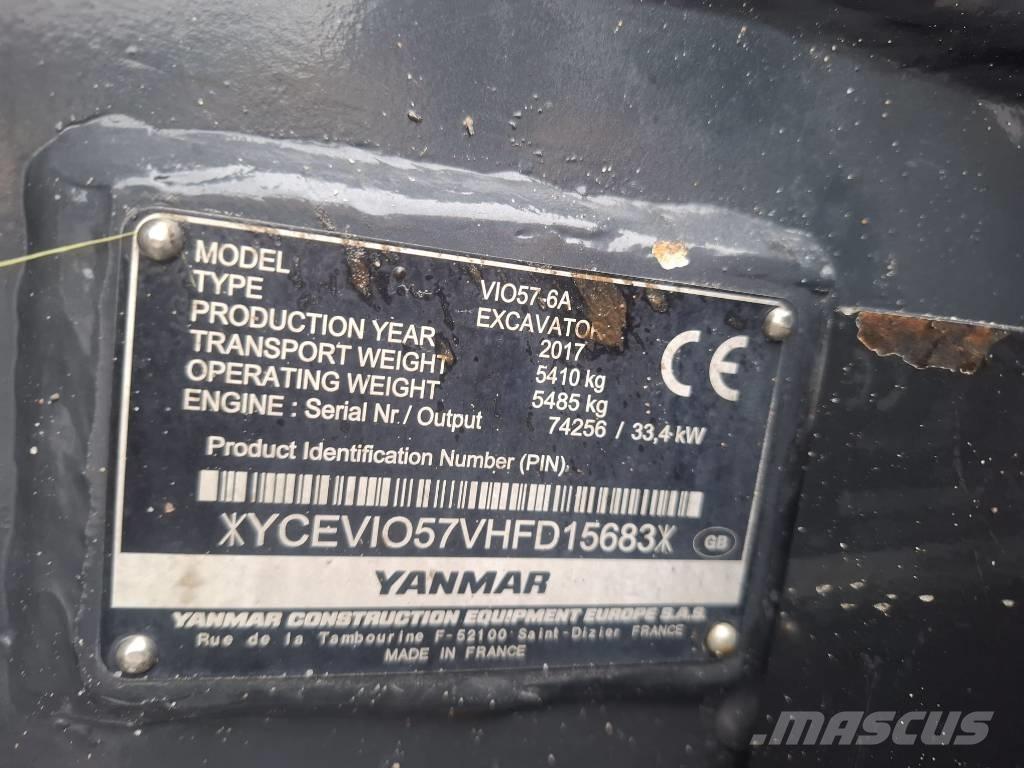 MODEL VIO57-6A
TYPE EXCAVATOR
PRODUCTION YEAR 2017
TRANSPORT WEIGHT 5410 kg
OPERATING WEIGHT 5485 kg
ENGINE : Serial Nr / Output 74256 / 33,4 kW
CE
Product Identification Number (PIN)
*YCEVIO57VHFD15683*
GB
YANMAR
YANMAR CONSTRUCTION EQUIPMENT EUROPE S.A.S.
Rue de la Tambourine F-52100 Saint-Dizier FRANCE
MADE IN FRANCE
MASCUS